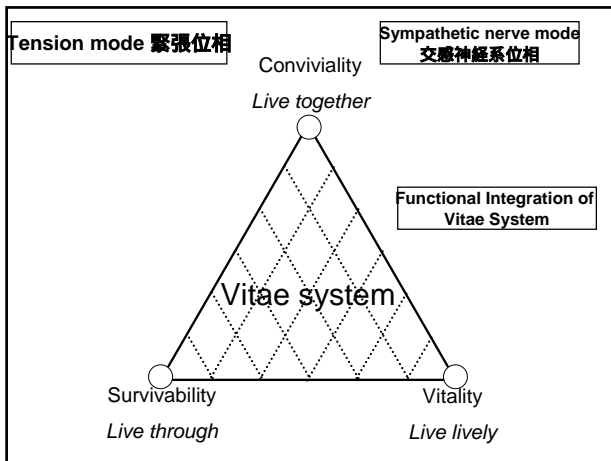 Tension mode 緊張位相
Sympathetic nerve mode
交感神経系位相
Conviviality
Live together
Functional Integration of
Vitae System
Vitae system
Survivability
Live through
Vitality
Live lively